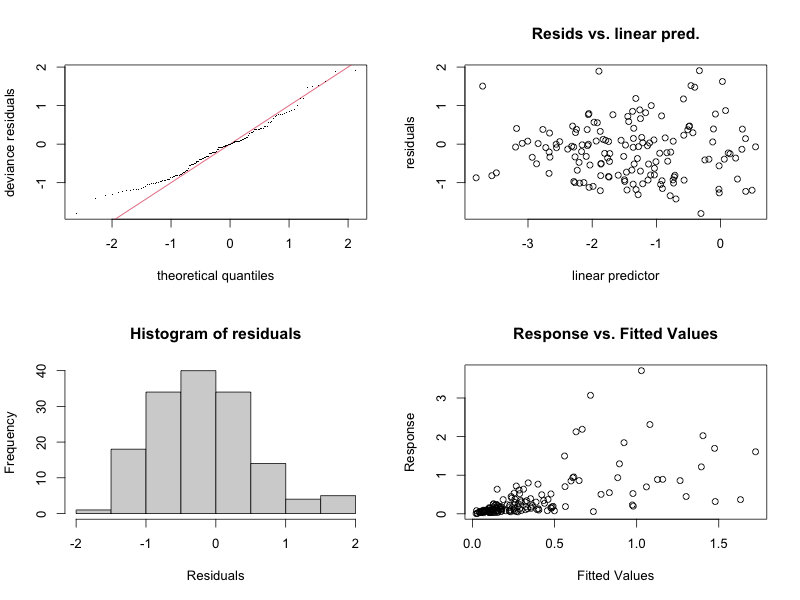 deviance residuals
2
1
0
-1
-2 -1 0 1 2
theoretical quantiles
Resids vs. linear pred.
residuals
2
1
0
-1
-3 -2 -1 0
linear predictor
Histogram of residuals
Frequency
40
30
20
10
0
-2 -1 0 1 2
Residuals
Response vs. Fitted Values
Response
3
2
1
0
0.0 0.5 1.0 1.5
Fitted Values